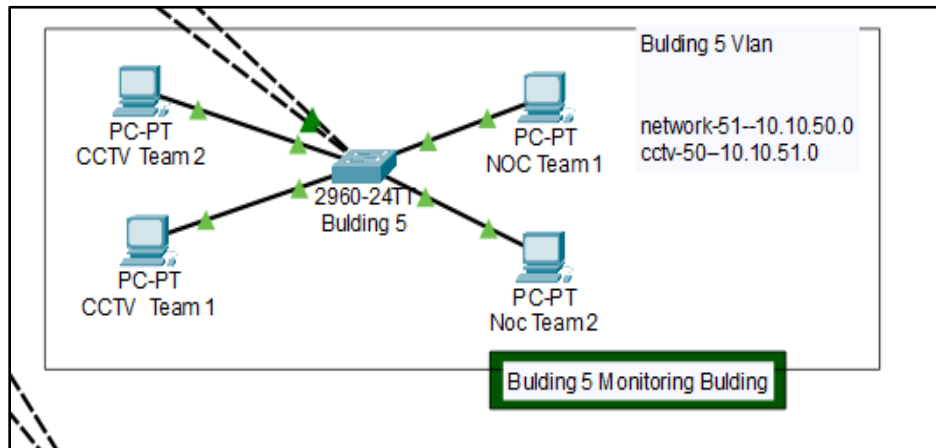 PC-PT
CCTV Team 2
PC-PT
NOC Team 1
Bulding 5 Vlan
network-51--10.10.50.0
cctv-50--10.10.51.0
2960-24TT
Bulding 5
PC-PT
CCTV Team 1
PC-PT
Noc Team 2
Bulding 5 Monitoring Bulding